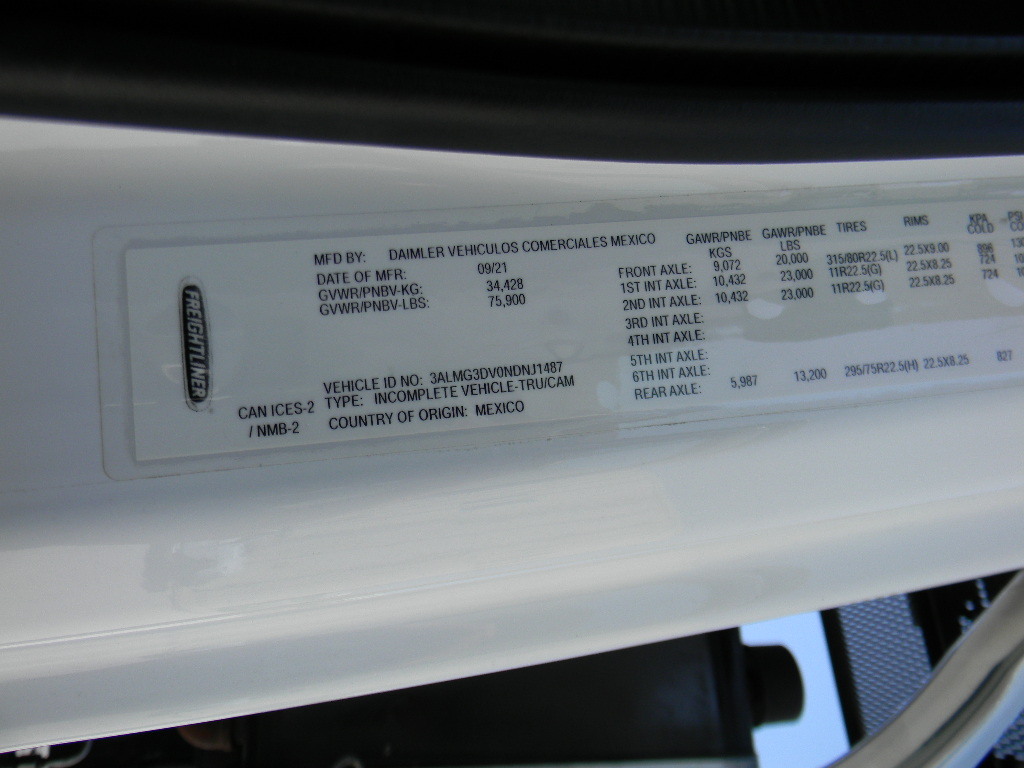 FREIGHTLINER
CAN ICES-2
/ NMB-2
MFD BY: DAIMLER VEHICULOS COMERCIALES MEXICO
DATE OF MFR: 09/21
GVWR/PNBV-KG: 34,428
GVWR/PNBV-LBS: 75,900
VEHICLE ID NO: 3ALMG3DV0NDNJ1487
TYPE: INCOMPLETE VEHICLE-TRU/CAM
COUNTRY OF ORIGIN: MEXICO
GAWR/PNBE GAWR/PNBE TIRES RIMS KPA
KGS LBS COLD
FRONT AXLE: 9,072 20,000 315/80R22.5(L) 22.5X9.00 896
1ST INT AXLE: 10,432 23,000 11R22.5(G) 22.5X8.25 724
2ND INT AXLE: 10,432 23,000 11R22.5(G) 22.5X8.25 724
3RD INT AXLE:
4TH INT AXLE:
5TH INT AXLE:
6TH INT AXLE:
REAR AXLE: 5,987 13,200 295/75R22.5(H) 22.5X8.25 827